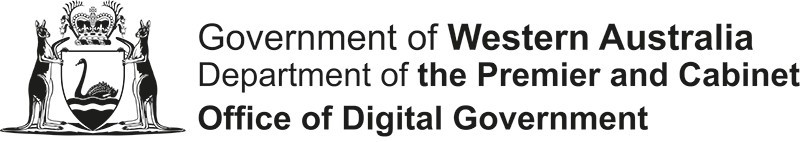 Government of Western Australia
Department of the Premier and Cabinet
Office of Digital Government